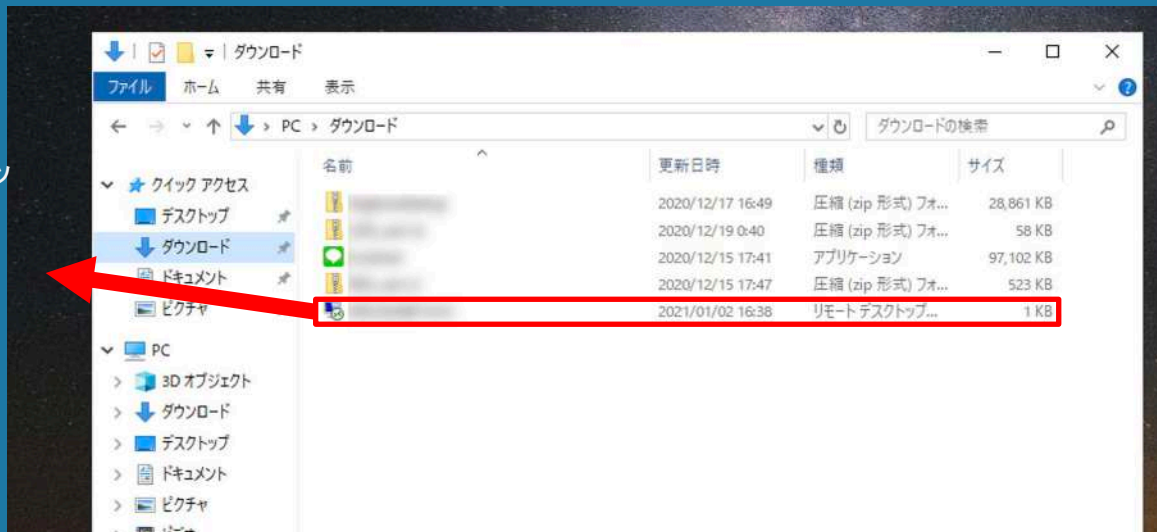 ダウンロード
ファイル ホーム 共有 表示
PC › ダウンロード ダウンロードの検索
名前 更新日時 種類 サイズ
クイック アクセス
デスクトップ
ダウンロード
ドキュメント
ピクチャ
2020/12/17 16:49 圧縮 (zip 形式) フォ... 28,861 KB
2020/12/19 0:40 圧縮 (zip 形式) フォ... 58 KB
2020/12/15 17:41 アプリケーション 97,102 KB
2020/12/15 17:47 圧縮 (zip 形式) フォ... 523 KB
2021/01/02 16:38 リモート デスクトップ... 1 KB
PC
3D オブジェクト
ダウンロード
デスクトップ
ドキュメント
ピクチャ